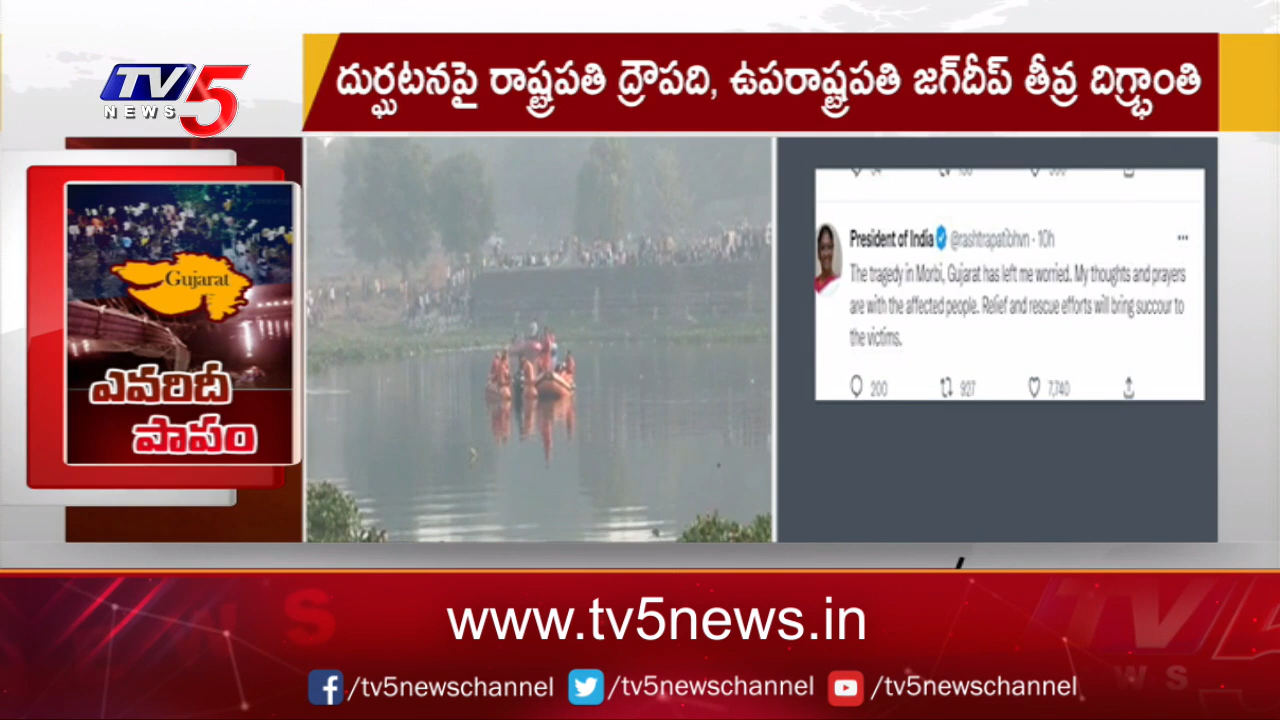 TV5
NEWS
దుర్ఘటనపై రాష్ట్రపతి ద్రౌపది, ఉపరాష్ట్రపతి జగ్‌దీప్ తీవ్ర దిగ్భ్రాంతి
Gujarat
ఎవరిదీ
పాపం
President of India @rashtrapatibhvn · 10h
The tragedy in Morbi, Gujarat has left me worried. My thoughts and prayers
are with the affected people. Relief and rescue efforts will bring succour to
the victims.
200 927 7,740
www.tv5news.in
/tv5newschannel /tv5newschannel /tv5newschannel